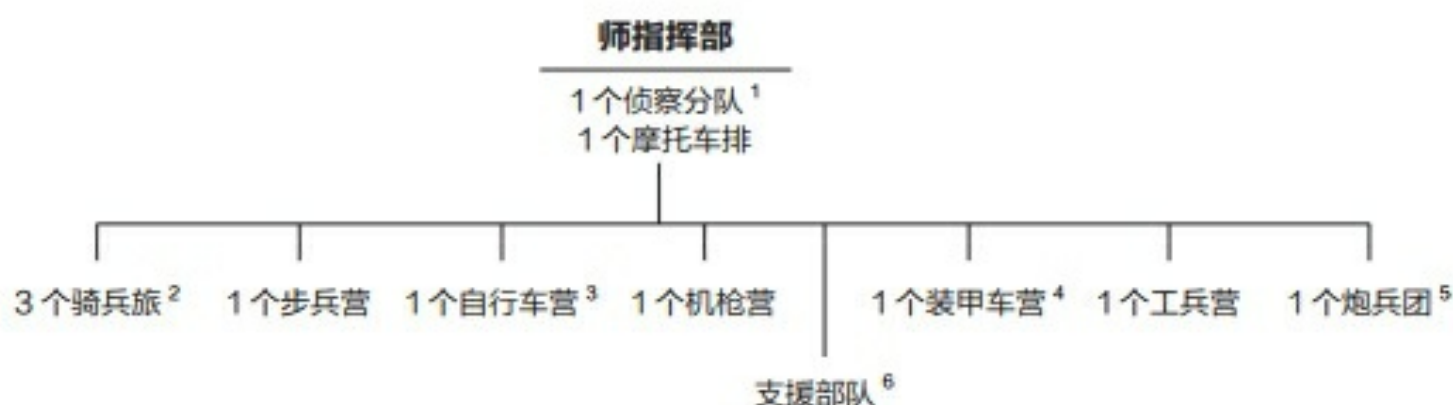 师指挥部
1个侦察分队 1
1个摩托车排
3个骑兵旅 2 1个步兵营 1个自行车营 3 1个机枪营 1个装甲车营 4 1个工兵营 1个炮兵团 5
支援部队 6